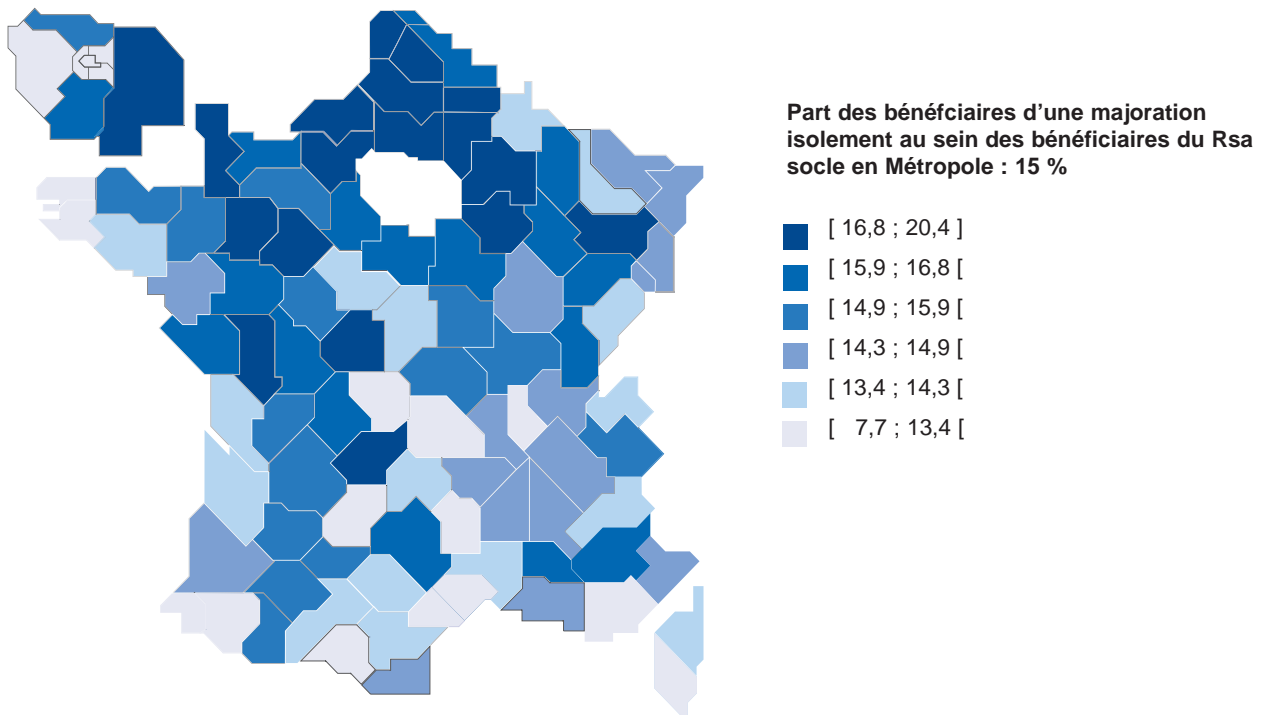 Part des bénéfciaires d’une majoration
isolement au sein des bénéficiaires du Rsa
socle en Métropole : 15 %
[ 16,8 ; 20,4 ]
[ 15,9 ; 16,8 [
[ 14,9 ; 15,9 [
[ 14,3 ; 14,9 [
[ 13,4 ; 14,3 [
[ 7,7 ; 13,4 [